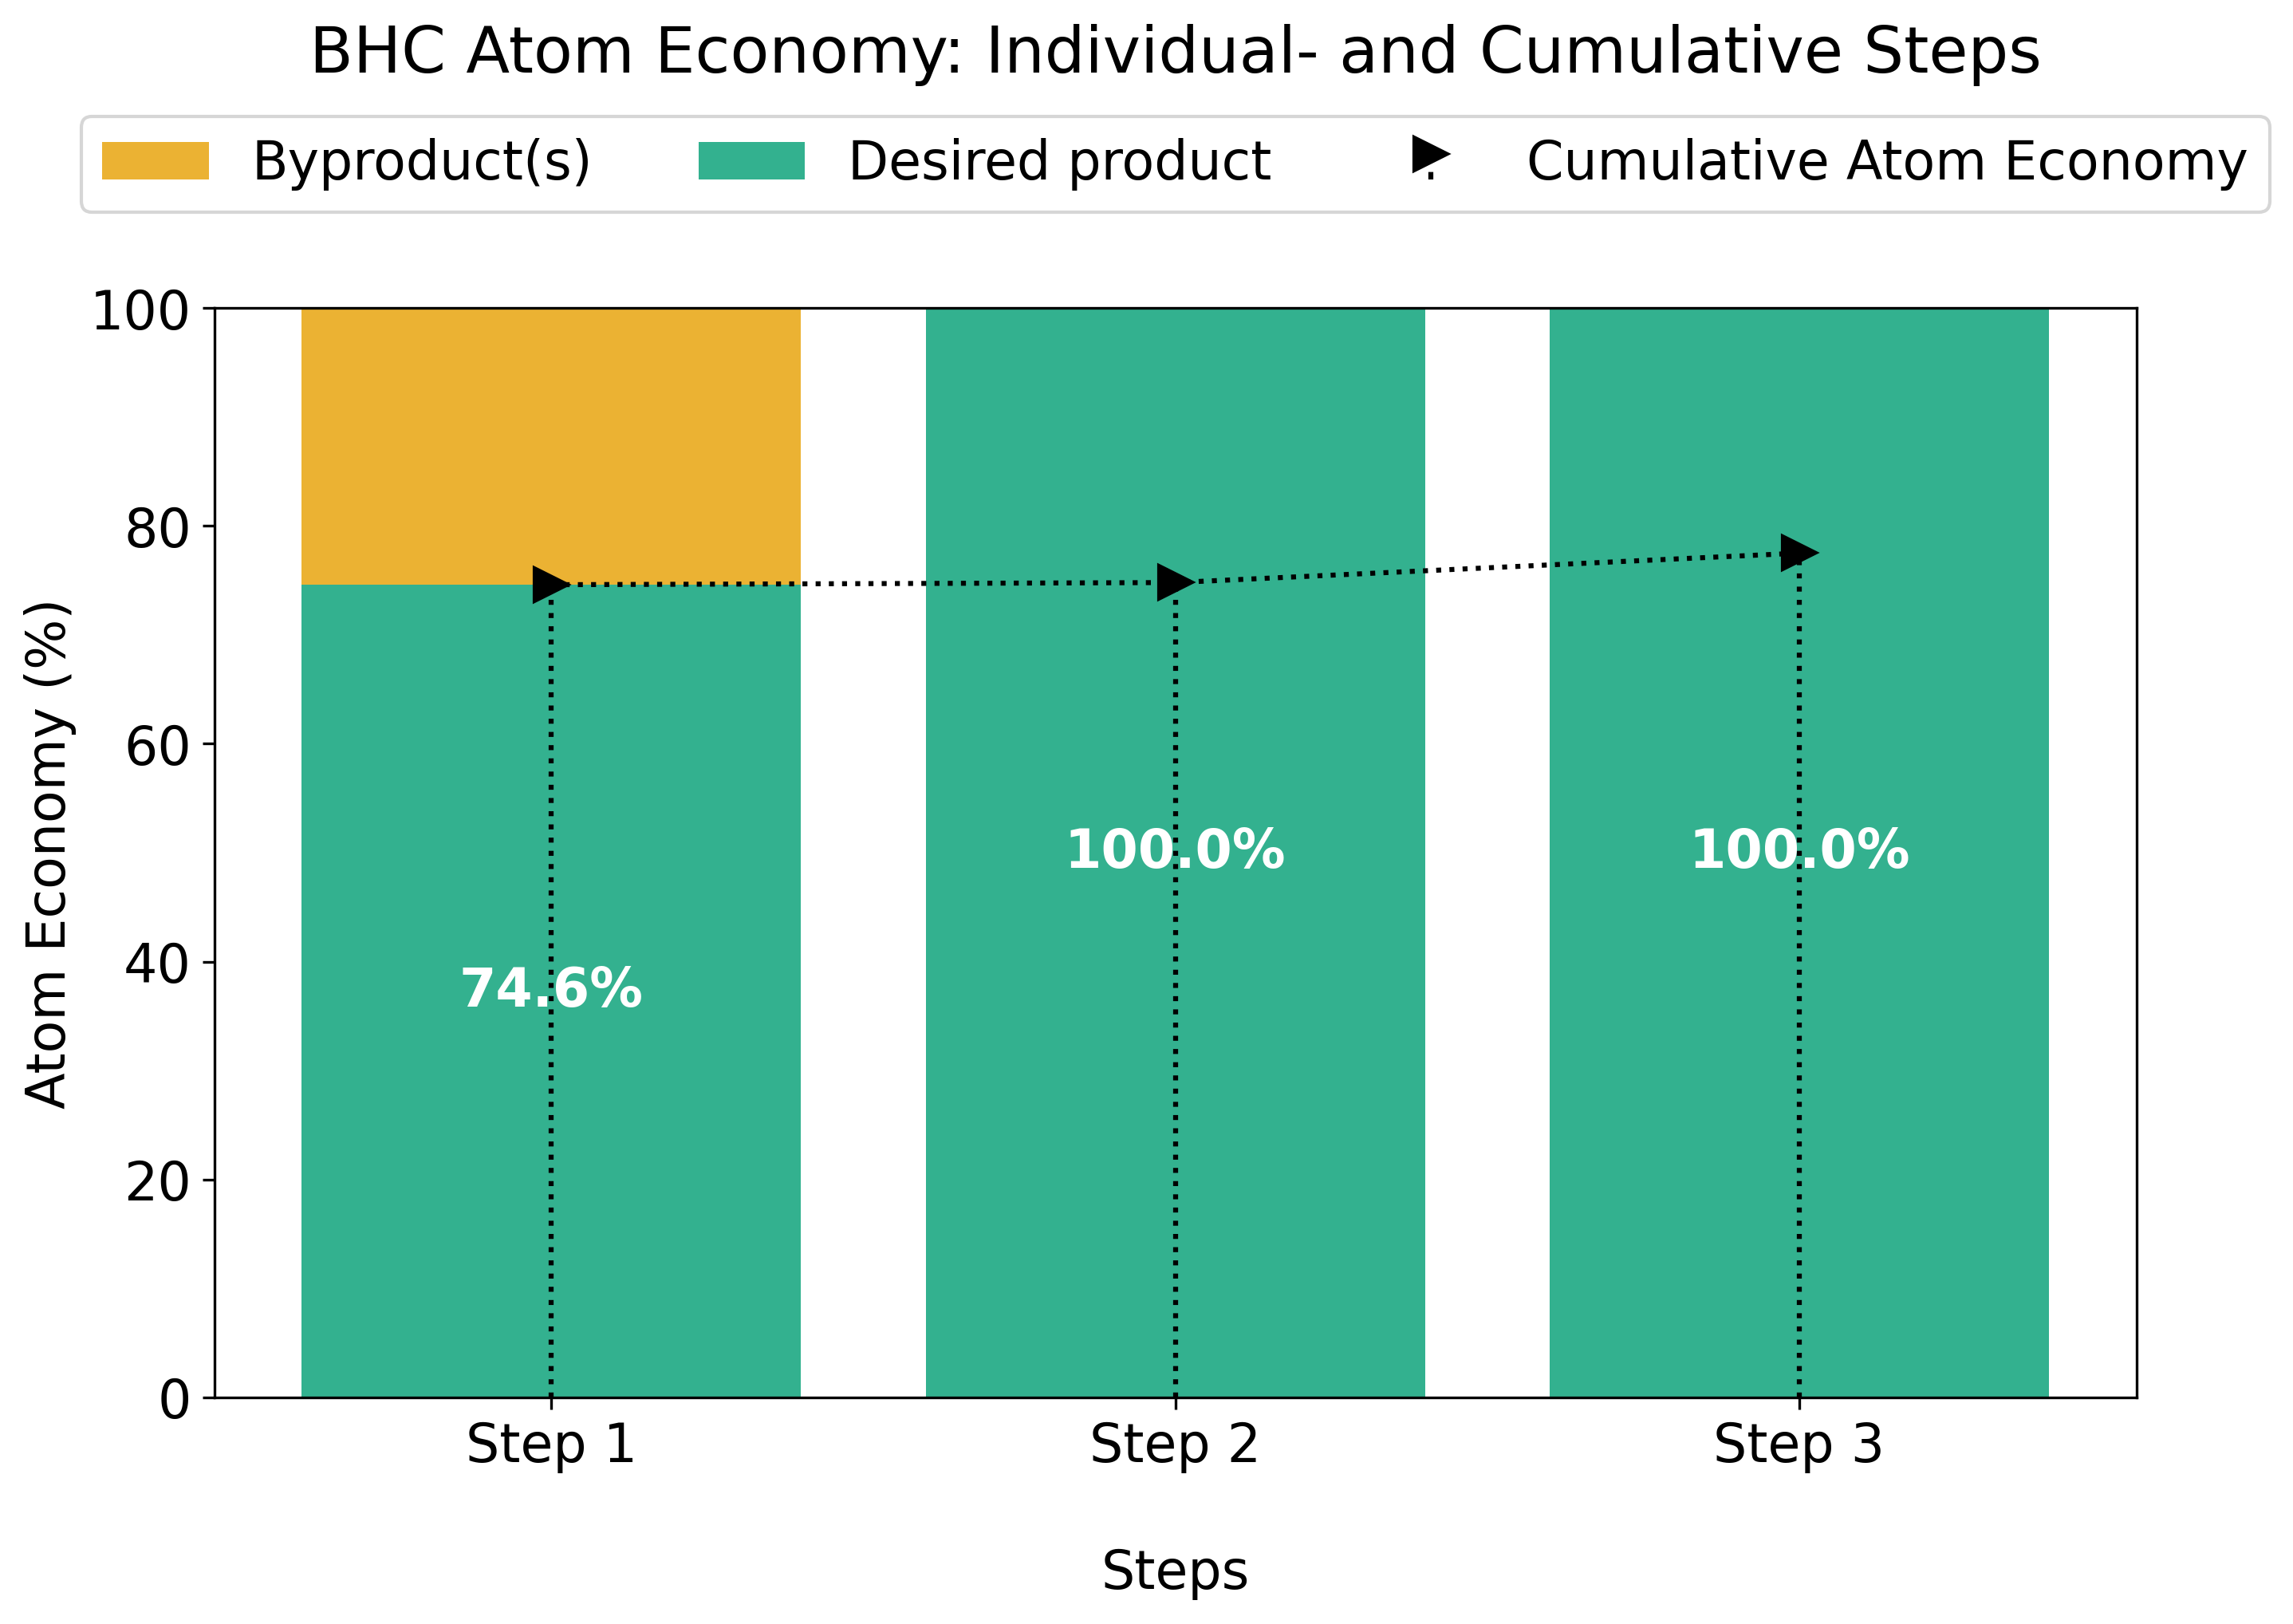 BHC Atom Economy: Individual- and Cumulative Steps
Byproduct(s) Desired product Cumulative Atom Economy
Atom Economy (%)
100
80
60
40
20
0
74.6%
100.0%
100.0%
Step 1 Step 2 Step 3
Steps